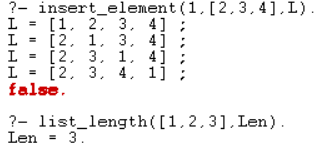 ?- insert_element(1,[2,3,4],L).
L = [1, 2, 3, 4] ;
L = [2, 1, 3, 4] ;
L = [2, 3, 1, 4] ;
L = [2, 3, 4, 1] ;
false.
?- list_length([1,2,3],Len).
Len = 3.